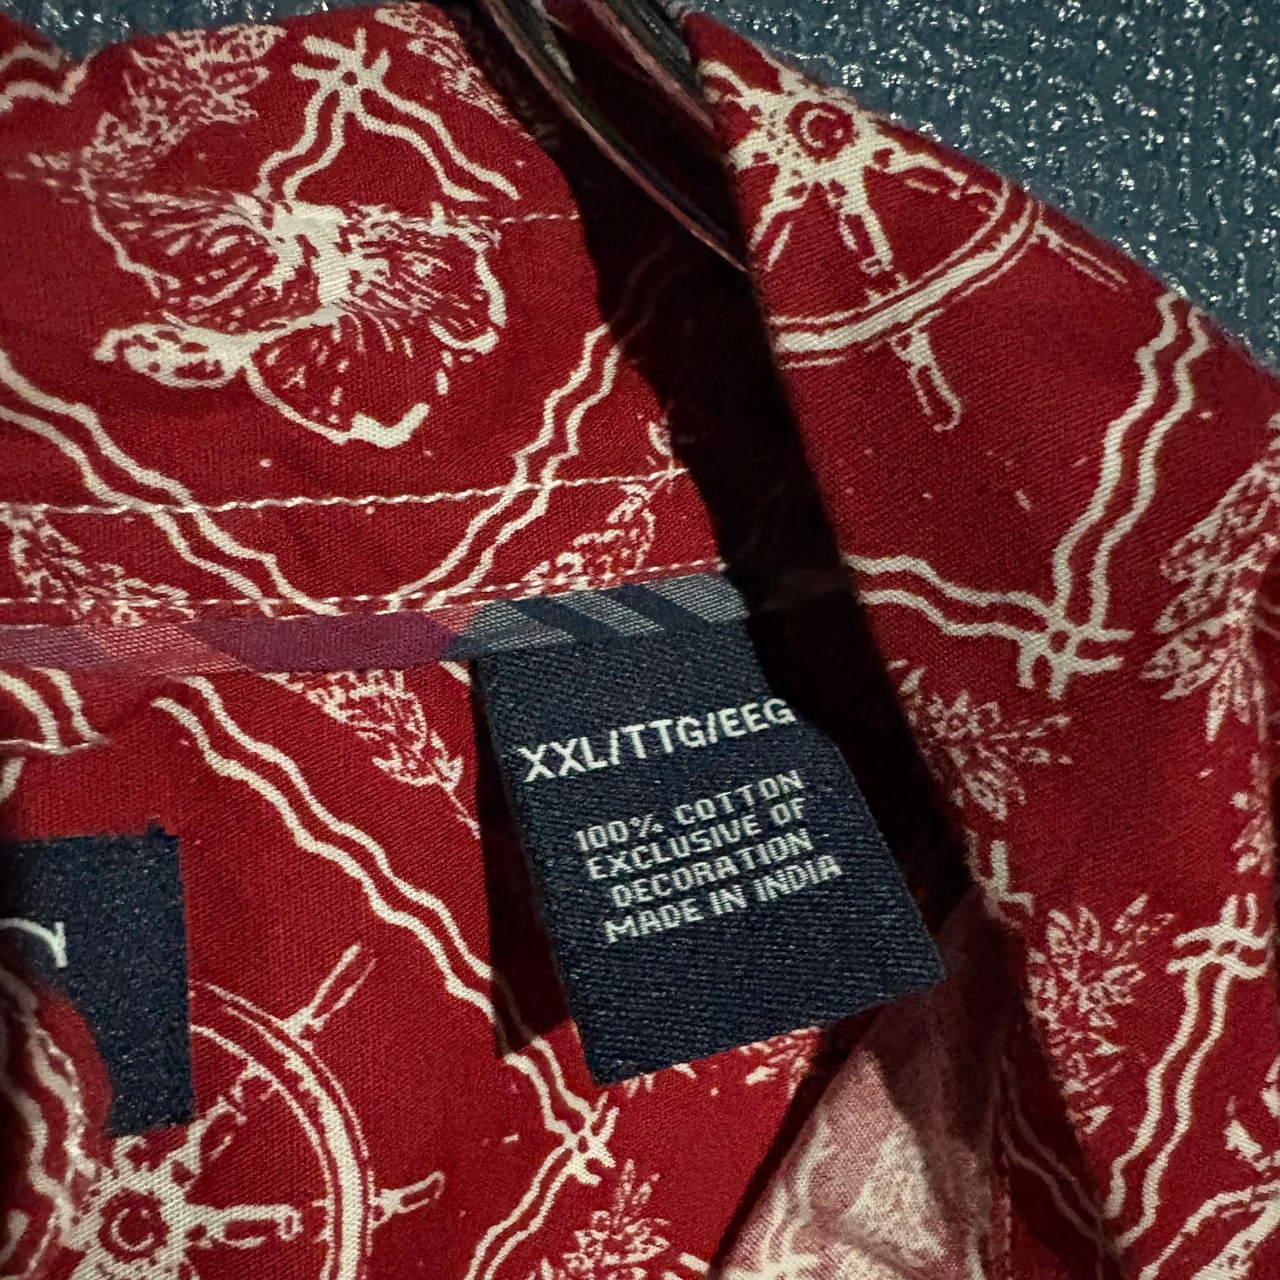 XXL/TTG/EEG
100% COTTON
EXCLUSIVE OF
DECORATION
MADE IN INDIA